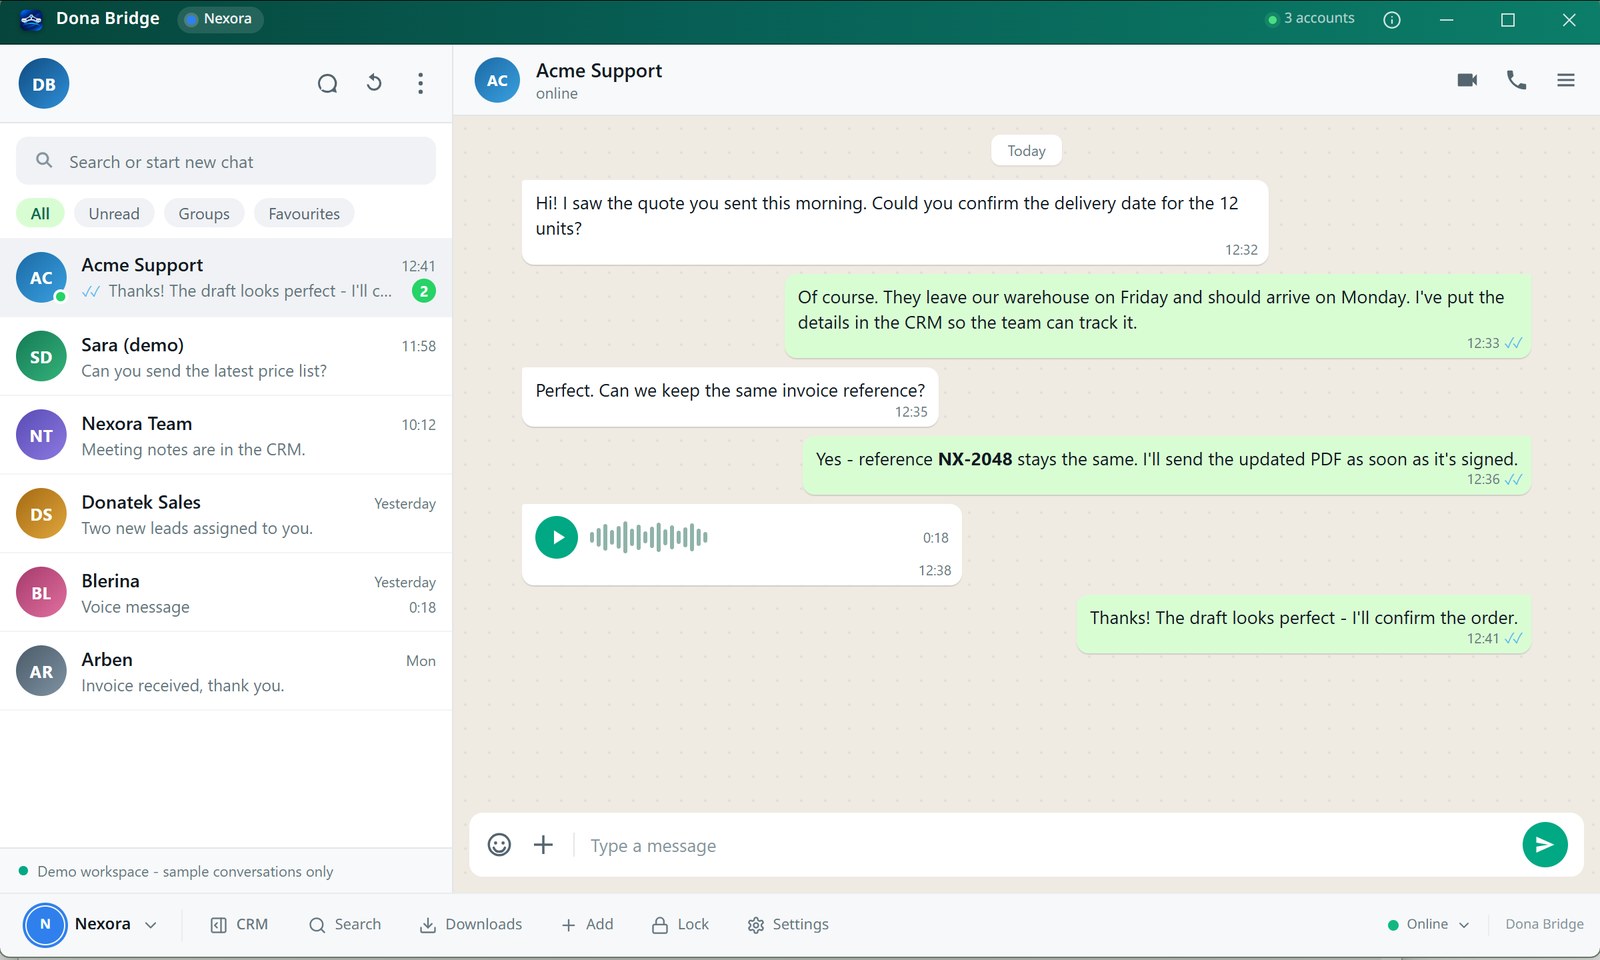 Dona Bridge
Nexora
3 accounts
DB
Search or start new chat
All
Unread
Groups
Favourites
AC
Acme Support
12:41
Thanks! The draft looks perfect - I'll c...
2
SD
Sara (demo)
11:58
Can you send the latest price list?
NT
Nexora Team
10:12
Meeting notes are in the CRM.
DS
Donatek Sales
Yesterday
Two new leads assigned to you.
BL
Blerina
Yesterday
Voice message
0:18
AR
Arben
Mon
Invoice received, thank you.
Demo workspace - sample conversations only
AC
Acme Support
online
Today
Hi! I saw the quote you sent this morning. Could you confirm the delivery date for the 12
units?
12:32
Of course. They leave our warehouse on Friday and should arrive on Monday. I've put the
details in the CRM so the team can track it.
12:33
Perfect. Can we keep the same invoice reference?
12:35
Yes - reference NX-2048 stays the same. I'll send the updated PDF as soon as it's signed.
12:36
0:18
12:38
Thanks! The draft looks perfect - I'll confirm the order.
12:41
Type a message
N
Nexora
CRM
Search
Downloads
Add
Lock
Settings
Online
Dona Bridge